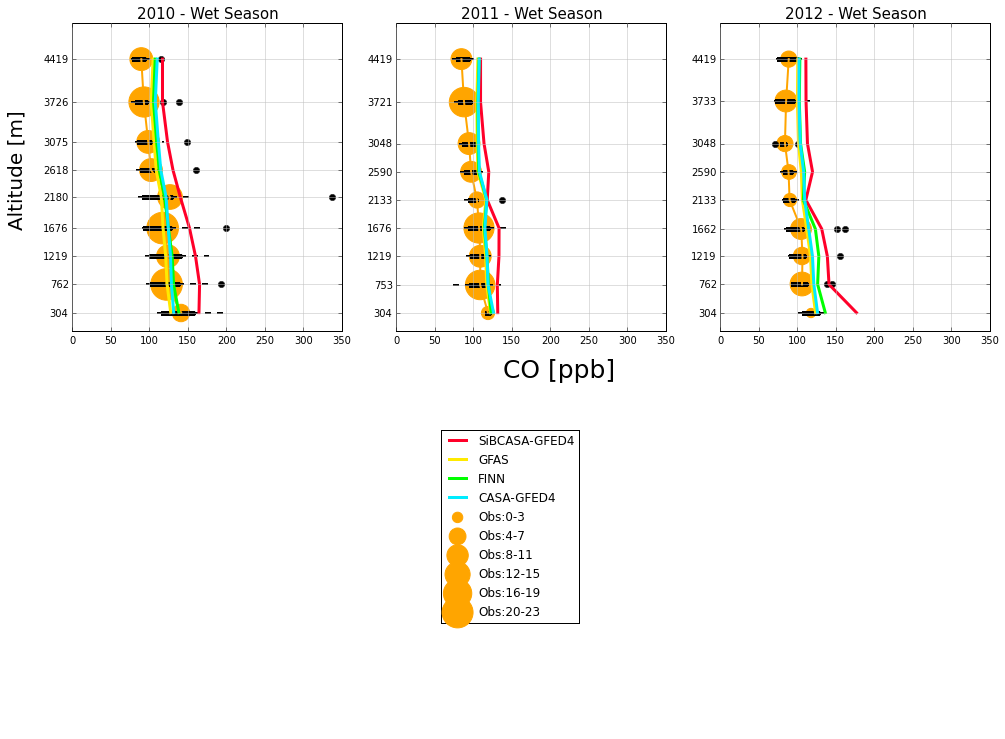 2010 - Wet Season
2011 - Wet Season
2012 - Wet Season
Altitude [m]
4419
3726
3075
2618
2180
1676
1219
762
304
0 50 100 150 200 250 300 350
4419
3721
3048
2590
2133
1676
1219
753
304
0 50 100 150 200 250 300 350
4419
3733
3048
2590
2133
1662
1219
762
304
0 50 100 150 200 250 300 350
CO [ppb]
SiBCASA-GFED4
GFAS
FINN
CASA-GFED4
Obs:0-3
Obs:4-7
Obs:8-11
Obs:12-15
Obs:16-19
Obs:20-23